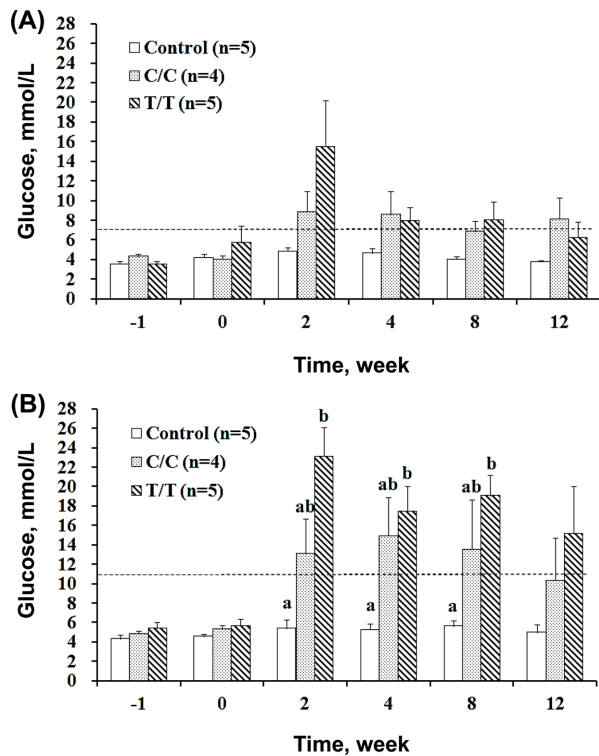 (A)
Glucose, mmol/L
28
26
24
22
20
18
16
14
12
10
8
6
4
2
0
Control (n=5)
C/C (n=4)
T/T (n=5)
-1 0 2 4 8 12
Time, week
(B)
Glucose, mmol/L
28
26
24
22
20
18
16
14
12
10
8
6
4
2
0
Control (n=5)
C/C (n=4)
T/T (n=5)
b
ab
a
ab
b
a
ab
b
a
-1 0 2 4 8 12
Time, week